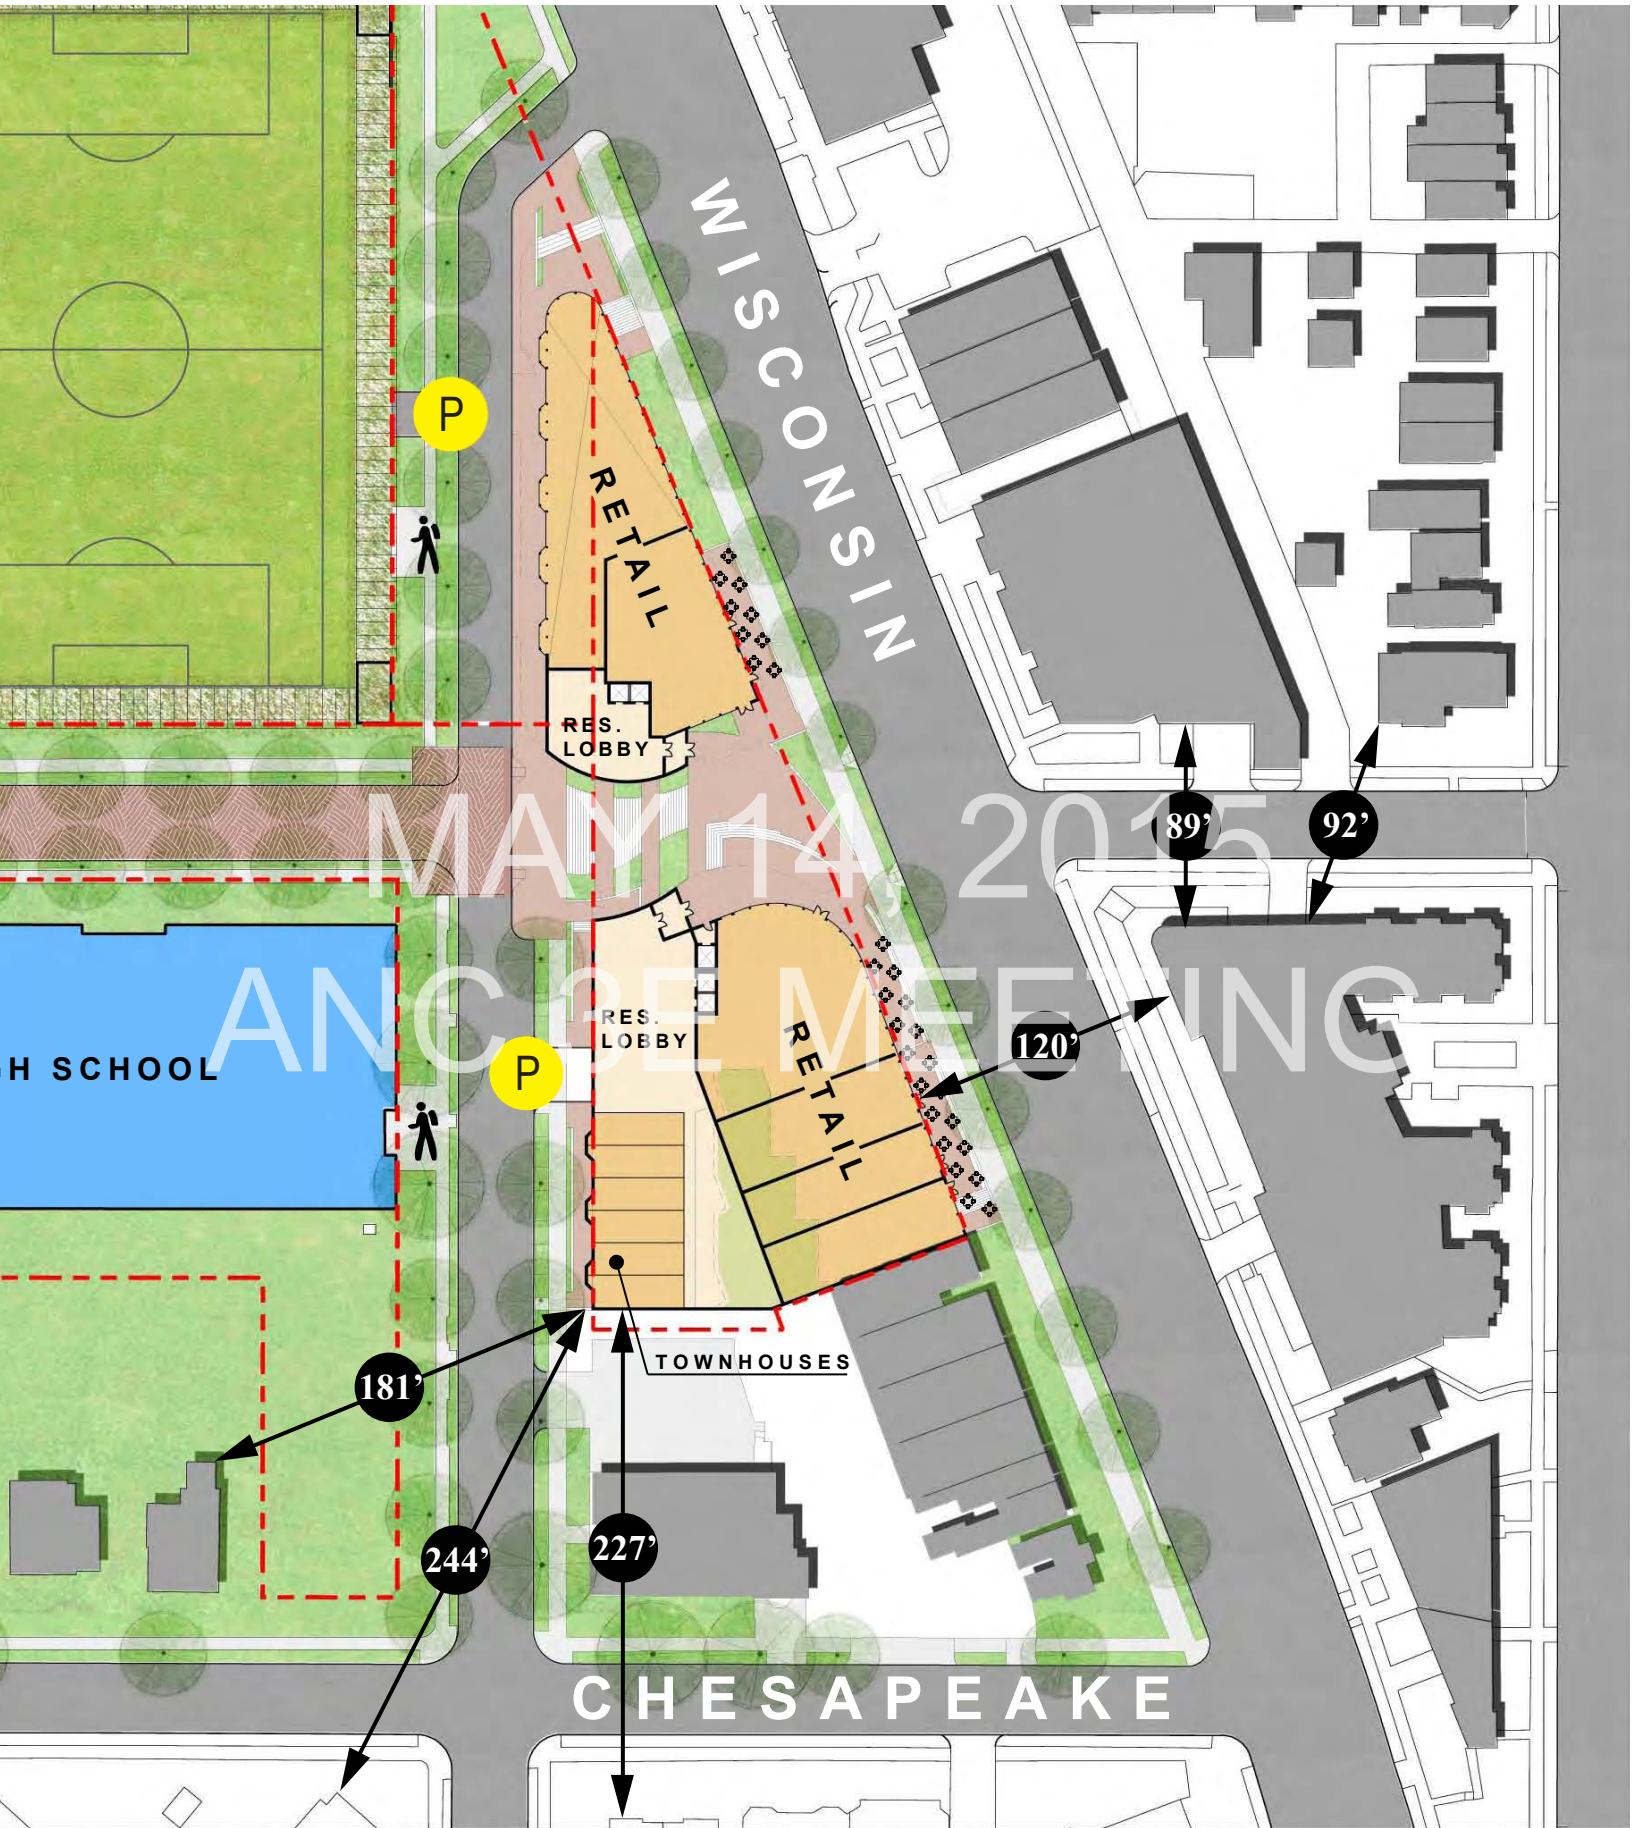 WISCONSIN
P
RETAIL
RES.
LOBBY
MAY 14, 2015
89’
92’
ANC 3E MEETING
RES.
LOBBY
RETAIL
120’
GH SCHOOL
P
TOWNHOUSES
181’
244’
227’
CHESAPEAKE